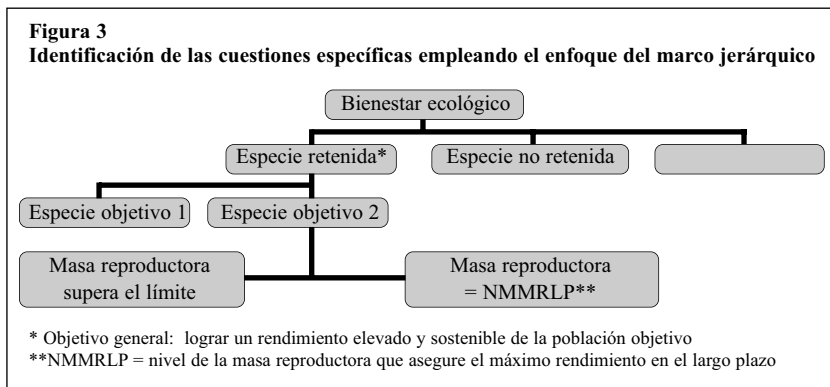 Figura 3
Identificación de las cuestiones específicas empleando el enfoque del marco jerárquico
Bienestar ecológico
Especie retenida*
Especie no retenida
Especie objetivo 1
Especie objetivo 2
Masa reproductora
supera el límite
Masa reproductora
= NMMRLP**
* Objetivo general: lograr un rendimiento elevado y sostenible de la población objetivo
**NMMRLP = nivel de la masa reproductora que asegure el máximo rendimiento en el largo plazo